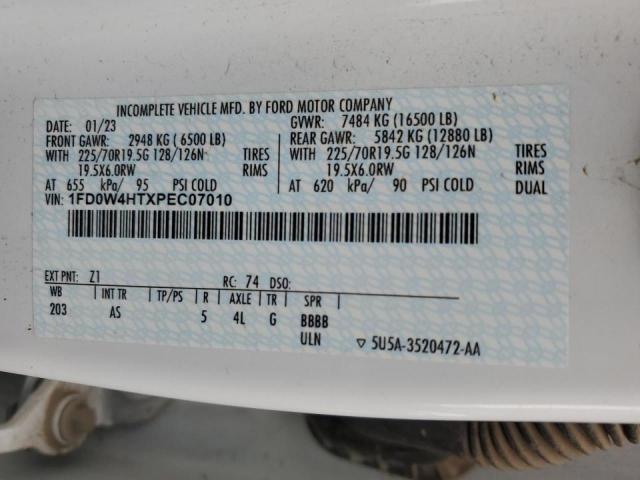 INCOMPLETE VEHICLE MFD. BY FORD MOTOR COMPANY
DATE: 01/23 GVWR: 7484 KG (16500 LB)
FRONT GAWR: 2948 KG ( 6500 LB) REAR GAWR: 5842 KG (12880 LB)
WITH 225/70R19.5G 128/126N TIRES WITH 225/70R19.5G 128/126N TIRES
19.5X6.0RW RIMS 19.5X6.0RW RIMS
AT 655 kPa/ 95 PSI COLD AT 620 kPa/ 90 PSI COLD DUAL
VIN: 1FD0W4HTXPEC07010
EXT PNT: Z1 RC: 74 DSO:
WB INT TR TP/PS R AXLE TR SPR
203 AS 5 4L G BBBB
ULN ▽ 5U5A-3520472-AA